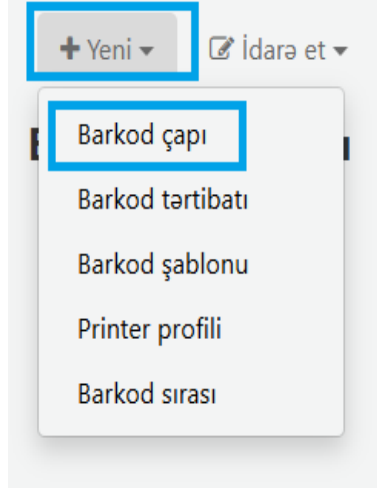 Yeni İdarə et
Barkod çapı
Barkod tərtibatı
Barkod şablonu
Printer profili
Barkod sırası